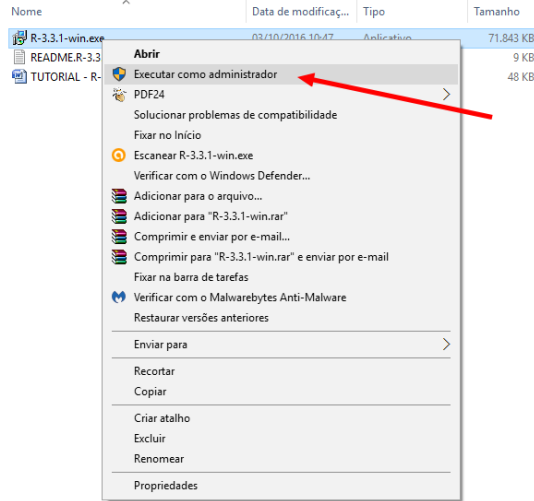 Nome Data de modificaç... Tipo Tamanho
R-3.3.1-win.exe 03/10/2016 10:47 Aplicativo 71.843 KB
README.R-3.3 9 KB
TUTORIAL - R- 48 KB
Abrir
Executar como administrador
PDF24
Solucionar problemas de compatibilidade
Fixar no Início
Escanear R-3.3.1-win.exe
Verificar com o Windows Defender...
Adicionar para o arquivo...
Adicionar para "R-3.3.1-win.rar"
Comprimir e enviar por e-mail...
Comprimir para "R-3.3.1-win.rar" e enviar por e-mail
Fixar na barra de tarefas
Verificar com o Malwarebytes Anti-Malware
Restaurar versões anteriores
Enviar para
Recortar
Copiar
Criar atalho
Excluir
Renomear
Propriedades